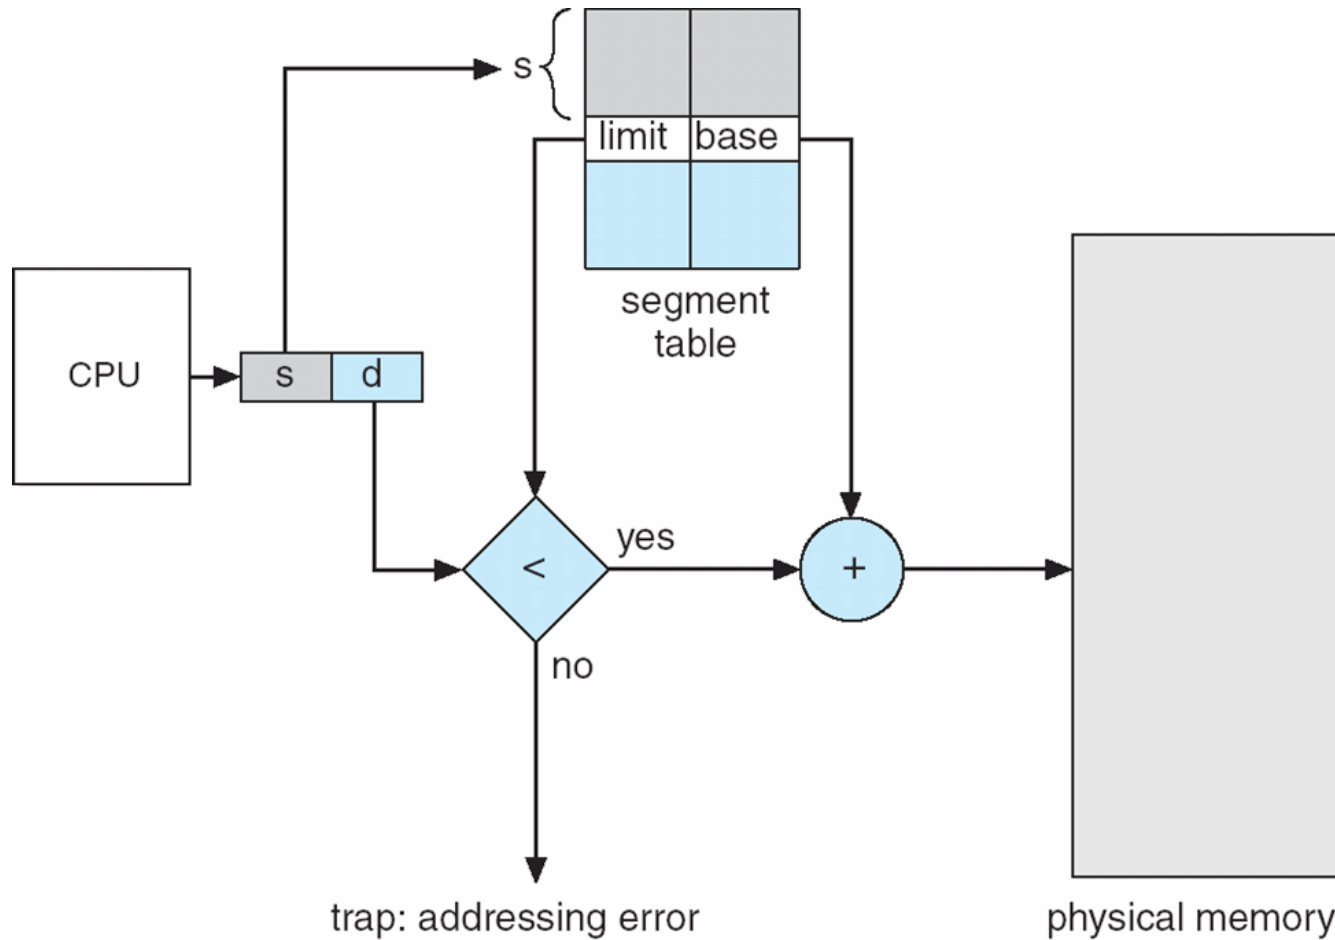 s
limit base
segment
table
CPU
s d
yes
< +
no
trap: addressing error
physical memory